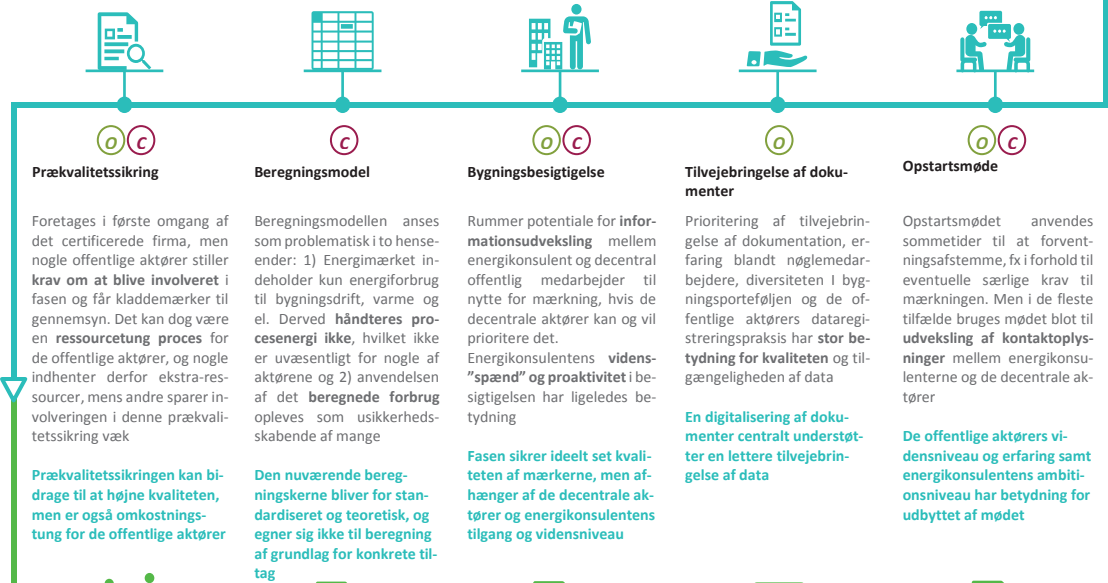 o c
Prækvalitetssikring
Foretages i første omgang af
det certificerede firma, men
nogle offentlige aktører stiller
krav om at blive involveret i
fasen og får kladdemærker til
gennemsyn. Det kan dog være
en ressourcetung proces for
de offentlige aktører, og nogle
indhenter derfor ekstra-res-
sourcer, mens andre sparer in-
volveringen i denne prækvali-
tetssikring væk
Prækvalitetssikringen kan bi-
drage til at højne kvaliteten,
men er også omkostnings-
tung for de offentlige aktører
c
Beregningsmodel
Beregningsmodellen anses
som problematisk i to hense-
ender: 1) Energimærket in-
deholder kun energiforbrug
til bygningsdrift, varme og
el. Derved håndteres pro-
cesenergi ikke, hvilket ikke
er uvæsentligt for nogle af
aktørene og 2) anvendelsen
af det beregnede forbrug
opleves som usikkerheds-
skabende af mange
Den nuværende bereg-
ningskerne bliver for stan-
dardiseret og teoretisk, og
egner sig ikke til beregning
af grundlag for konkrete til-
tag
o c
Bygningsbesigtigelse
Rummer potentiale for infor-
mationsudveksling mellem
energikonsulent og decentral
offentlig medarbejder til
nytte for mærkning, hvis de
decentrale aktører kan og vil
prioritere det.
Energikonsulentens videns-
”spænd” og proaktivitet i be-
sigtigelsen har ligeledes be-
tydning
Fasen sikrer ideelt set kvali-
teten af mærkerne, men af-
hænger af de decentrale ak-
tører og energikonsulentens
tilgang og vidensniveau
o
Tilvejebringelse af doku-
menter
Prioritering af tilvejebrin-
gelse af dokumentation, er-
faring blandt nøglemedar-
bejdere, diversiteten I byg-
ningsporteføljen og de of-
fentlige aktørers dataregi-
streringspraksis har stor be-
tydning for kvaliteten og til-
gængeligheden af data
En digitalisering af doku-
menter centralt understøt-
ter en lettere tilvejebrin-
gelse af data
o c
Opstartsmøde
Opstartsmødet anvendes
sommetider til at forvent-
ningsafstemme, fx i forhold til
eventuelle særlige krav til
mærkningen. Men i de fleste
tilfælde bruges mødet blot til
udveksling af kontaktoplys-
ninger mellem energikonsu-
lenterne og de decentrale ak-
tører
De offentlige aktørers vi-
densniveau og erfaring samt
energikonsulentens ambiti-
onsniveau har betydning for
udbyttet af mødet